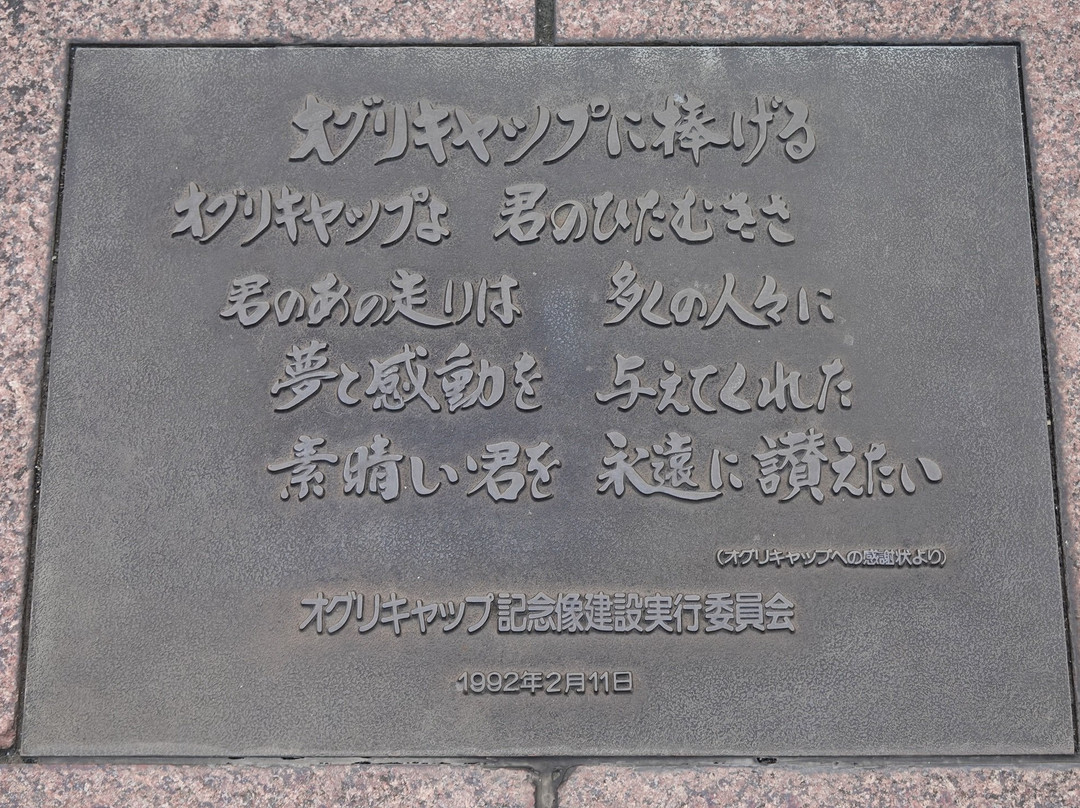 オグリキャップに捧げる
オグリキャップよ 君のひたむきさ
君のあの走りは 多くの人々に
夢と感動を 与えてくれた
素晴しい君を 永遠に讃えたい
(オグリキャップへの感謝状より)
オグリキャップ記念像建設実行委員会
1992年2月11日